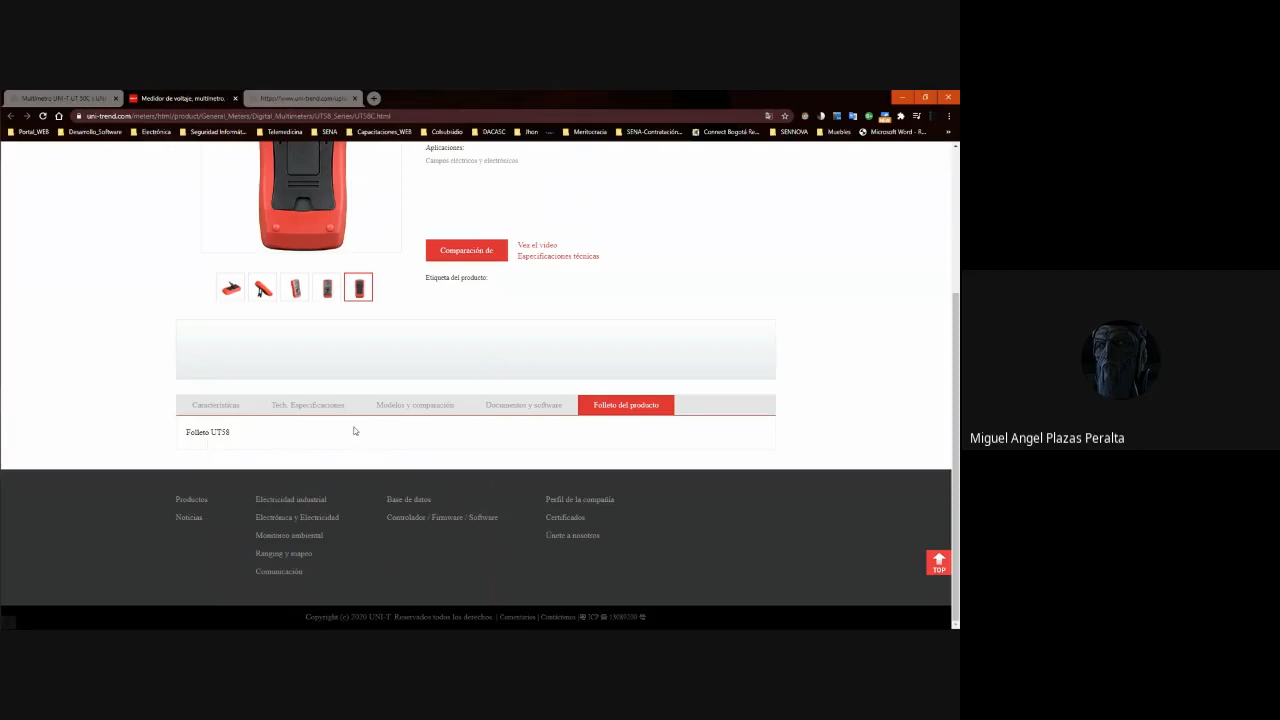 Multímetro UNI-T UT 50C y UNI
Medidor de voltaje, multímetro,
https://www.uni-trend.com/uplo
uni-trend.com/meters/html/product/General_Meters/Digital_Multimeters/UT58_Series/UT58C.html
Portal_WEB Desarrollo_Software Electrónica Seguridad Informát... Telemedicina SENA Capacitaciones_WEB Colsubsidio DACASC Jhon Meritocracia SENA-Contratación... Connect Bogotá Re... SENNOVA Muebles Microsoft Word - R... »
Aplicaciones:
Campos eléctricos y electrónicos
Comparación de
Vea el video
Especificaciones técnicas
Etiqueta del producto:
Características Tech. Especificaciones Modelos y comparación Documentos y software Folleto del producto
Folleto UT58
Productos Electricidad industrial Base de datos Perfil de la compañía
Noticias Electrónica y Electricidad Controlador / Firmware / Software Certificados
Monitoreo ambiental Únete a nosotros
Ranging y mapeo
Comunicación
TOP
Copyright (c) 2020 UNI-T. Reservados todos los derechos. | Comentarios | Contáctenos |
Miguel Angel Plazas Peralta